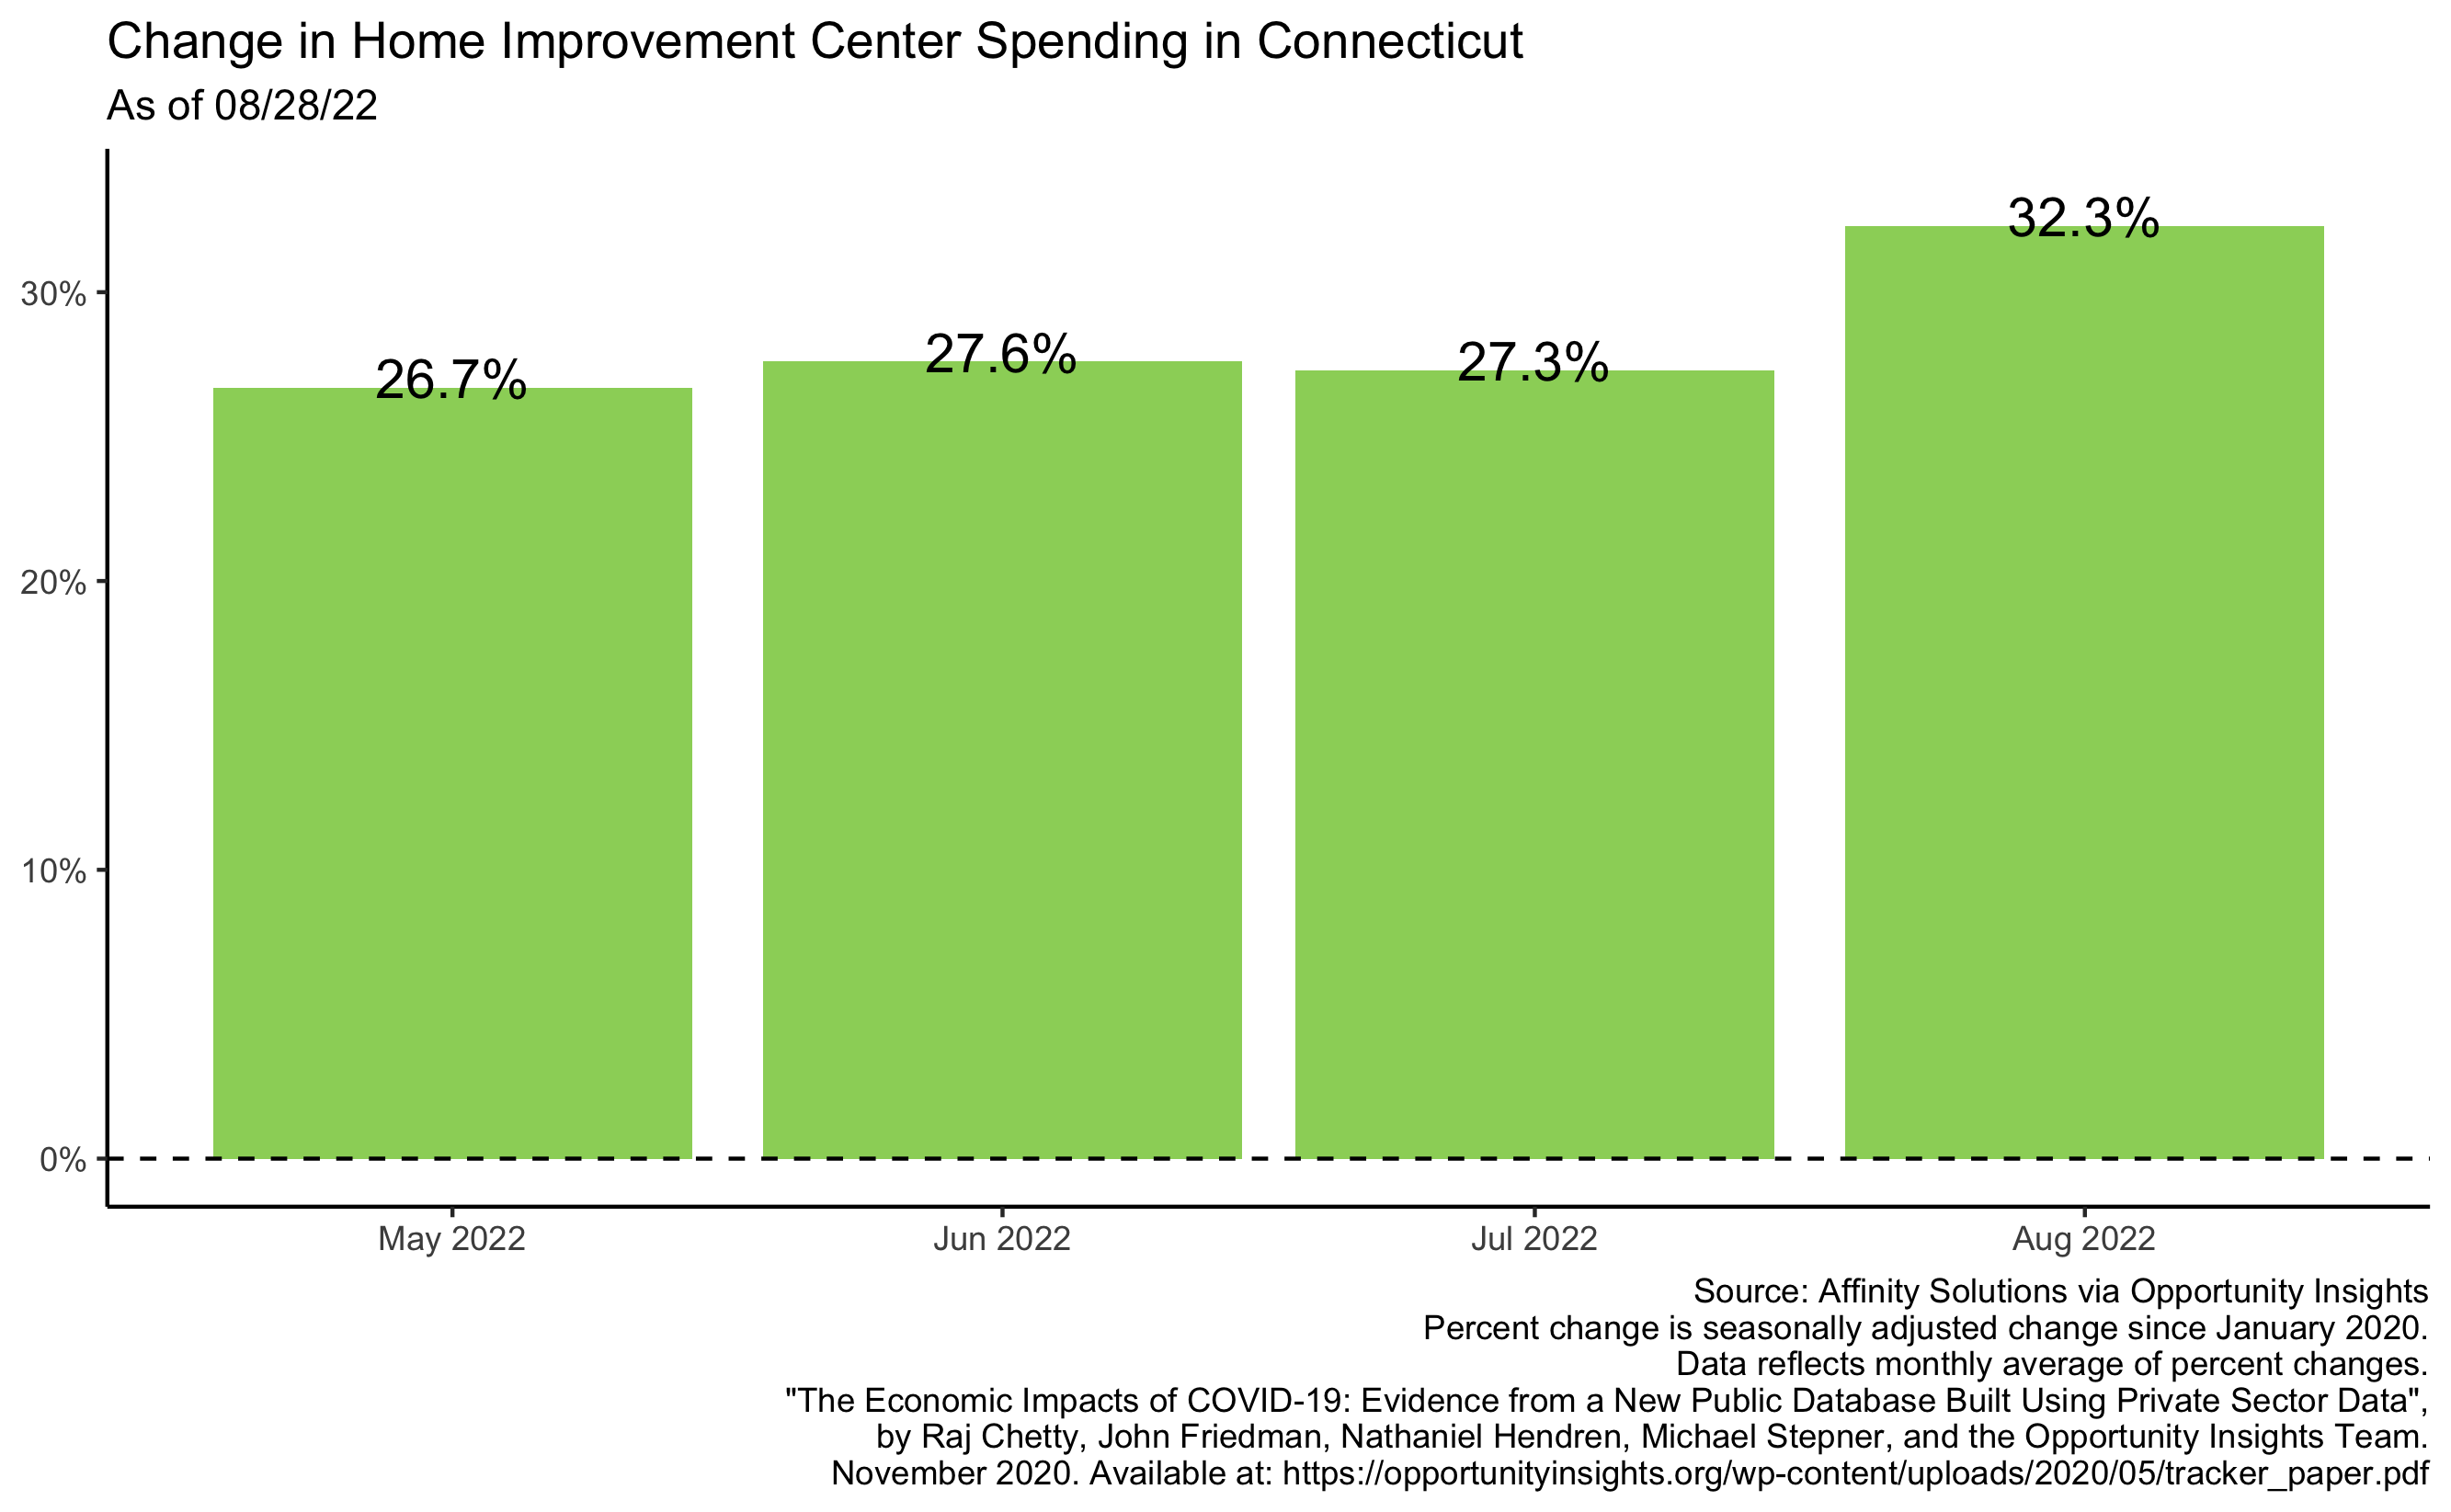 Change in Home Improvement Center Spending in Connecticut
As of 08/28/22
32.3%
30%
27.6%
27.3%
26.7%
20%
10%
0%
May 2022 Jun 2022 Jul 2022 Aug 2022
Source: Affinity Solutions via Opportunity Insights
Percent change is seasonally adjusted change since January 2020.
Data reflects monthly average of percent changes.
"The Economic Impacts of COVID-19: Evidence from a New Public Database Built Using Private Sector Data",
by Raj Chetty, John Friedman, Nathaniel Hendren, Michael Stepner, and the Opportunity Insights Team.
November 2020. Available at: https://opportunityinsights.org/wp-content/uploads/2020/05/tracker_paper.pdf